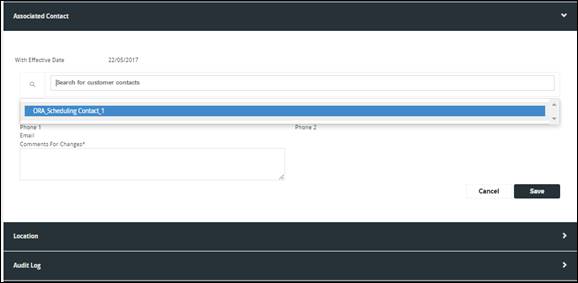 Associated Contact
With Effective Date 22/05/2017
Search for customer contacts
ORA_Scheduling Contact_1
Phone 1 Phone 2
Email
Comments For Changes*
Cancel Save
Location
Audit Log